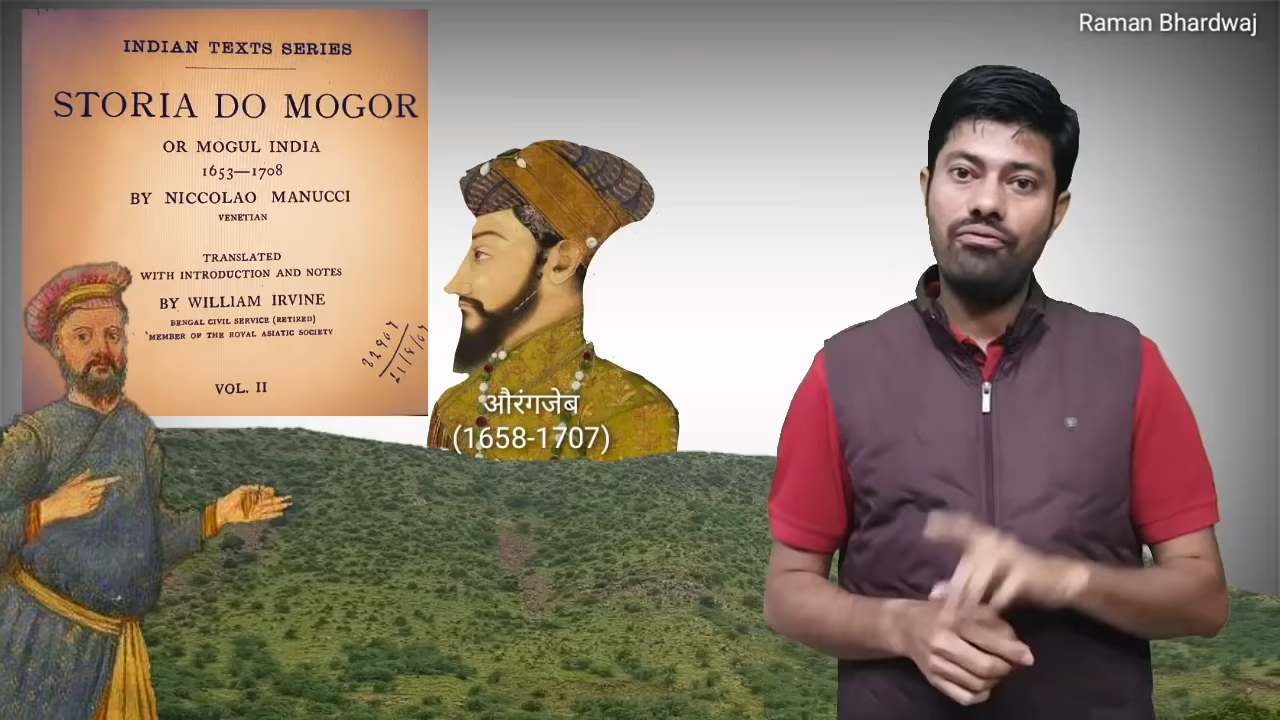 Raman Bhardwaj
INDIAN TEXTS SERIES
STORIA DO MOGOR
OR MOGUL INDIA
1653—1708
BY NICCOLAO MANUCCI
VENETIAN
TRANSLATED
WITH INTRODUCTION AND NOTES
BY WILLIAM IRVINE
BENGAL CIVIL SERVICE (RETIRED)
MEMBER OF THE ROYAL ASIATIC SOCIETY
VOL. II
औरंगजेब
(1658-1707)